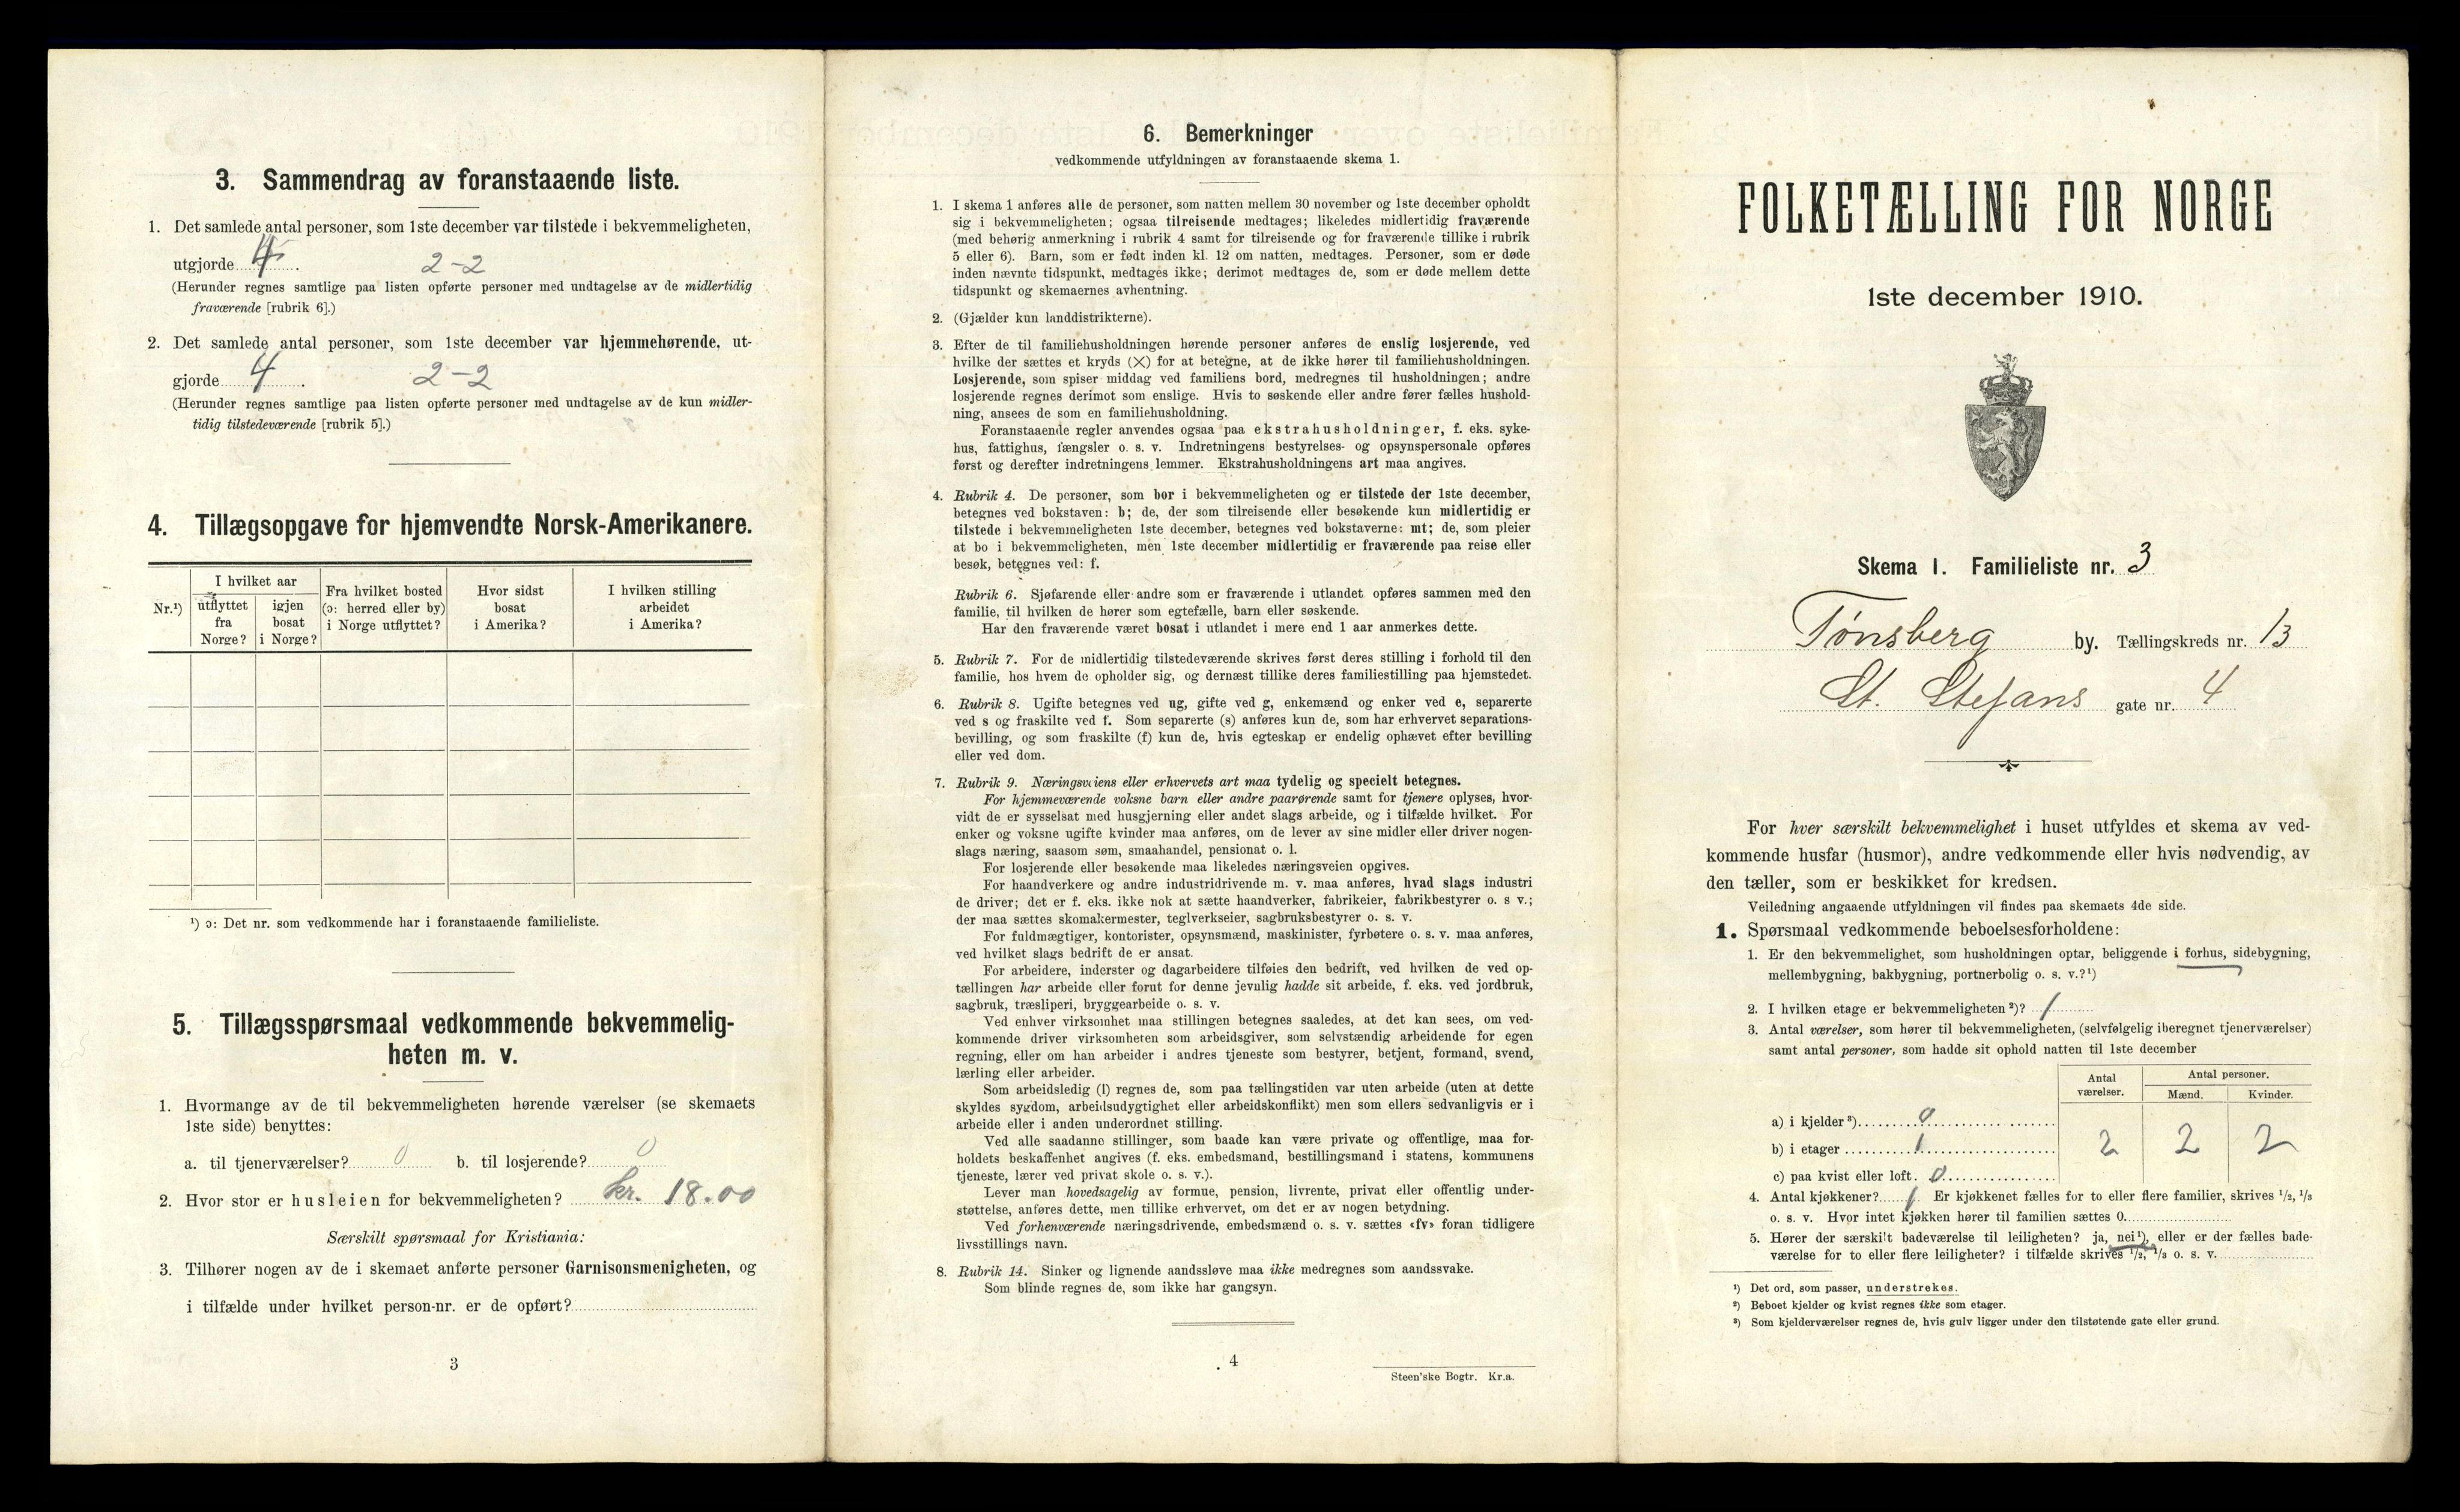 3. Sammendrag av foranstaaende liste.
1. Det samlede antal personer, som 1ste december var tilstede i bekvemmeligheten,
utgjorde 4. 2-2
(Herunder regnes samtlige paa listen opførte personer med undtagelse av de midlertidig
fraværende [rubrik 6].)
2. Det samlede antal personer, som 1ste december var hjemmehørende, ut-
gjorde 4. 2-2
(Herunder regnes samtlige paa listen opførte personer med undtagelse av de kun midler-
tidig tilstedeværende [rubrik 5].)
4. Tillægsopgave for hjemvendte Norsk-Amerikanere.
Nr.¹)
I hvilket aar
utflyttet fra Norge?
igjen bosat i Norge?
Fra hvilket bosted (ɔ: herred eller by) i Norge utflyttet?
Hvor sidst bosat i Amerika?
I hvilken stilling arbeidet i Amerika?
¹) ɔ: Det nr. som vedkommende har i foranstaaende familieliste.
5. Tillægsspørsmaal vedkommende bekvemmelig-
heten m. v.
1. Hvormange av de til bekvemmeligheten hørende værelser (se skemaets
1ste side) benyttes:
a. til tjenerværelser? 0 b. til losjerende? 0
2. Hvor stor er husleien for bekvemmeligheten? kr. 18.00
Særskilt spørsmaal for Kristiania:
3. Tilhører nogen av de i skemaet anførte personer Garnisonsmenigheten, og
i tilfælde under hvilket person-nr. er de opført?
3
6. Bemerkninger
vedkommende utfyldningen av foranstaaende skema 1.
1. I skema 1 anføres alle de personer, som natten mellem 30 november og 1ste december opholdt
sig i bekvemmeligheten; ogsaa tilreisende medtages; likeledes midlertidig fraværende
(med behørig anmerkning i rubrik 4 samt for tilreisende og for fraværende tillike i rubrik
5 eller 6). Barn, som er født inden kl. 12 om natten, medtages. Personer, som er døde
inden nævnte tidspunkt, medtages ikke; derimot medtages de, som er døde mellem dette
tidspunkt og skemaernes avhentning.
2. (Gjælder kun landdistrikterne).
3. Efter de til familiehusholdningen hørende personer anføres de enslig losjerende, ved
hvilke der sættes et kryds (×) for at betegne, at de ikke hører til familiehusholdningen.
Losjerende, som spiser middag ved familiens bord, medregnes til husholdningen; andre
losjerende regnes derimot som enslige. Hvis to søskende eller andre fører fælles hushold-
ning, ansees de som en familiehusholdning.
Foranstaaende regler anvendes ogsaa paa ekstrahusholdninger, f. eks. syke-
hus, fattighus, fængsler o. s. v. Indretningens bestyrelses- og opsynspersonale opføres
først og derefter indretningens lemmer. Ekstrahusholdningens art maa angives.
4. Rubrik 4. De personer, som bor i bekvemmeligheten og er tilstede der 1ste december,
betegnes ved bokstaven: b; de, der som tilreisende eller besøkende kun midlertidig er
tilstede i bekvemmeligheten 1ste december, betegnes ved bokstaverne: mt; de, som pleier
at bo i bekvemmeligheten, men 1ste december midlertidig er fraværende paa reise eller
besøk, betegnes ved: f.
Rubrik 6. Sjøfarende eller andre som er fraværende i utlandet opføres sammen med den
familie, til hvilken de hører som egtefælle, barn eller søskende.
Har den fraværende været bosat i utlandet i mere end 1 aar anmerkes dette.
5. Rubrik 7. For de midlertidig tilstedeværende skrives først deres stilling i forhold til den
familie, hos hvem de opholder sig, og dernæst tillike deres familiestilling paa hjemstedet.
6. Rubrik 8. Ugifte betegnes ved ug, gifte ved g, enkemænd og enker ved e, separerte
ved s og fraskilte ved f. Som separerte (s) anføres kun de, som har erhvervet separations-
bevilling, og som fraskilte (f) kun de, hvis egteskap er endelig ophævet efter bevilling
eller ved dom.
7. Rubrik 9. Næringsveiens eller erhvervets art maa tydelig og specielt betegnes.
For hjemmeværende voksne barn eller andre paarørende samt for tjenere oplyses, hvor-
vidt de er sysselsat med husgjerning eller andet slags arbeide, og i tilfælde hvilket. For
enker og voksne ugifte kvinder maa anføres, om de lever av sine midler eller driver nogen-
slags næring, saasom søm, smaahandel, pensionat o. l.
For losjerende eller besøkende maa likeledes næringsveien opgives.
For haandverkere og andre industridrivende m. v. maa anføres, hvad slags industri
de driver; det er f. eks. ikke nok at sætte haandverker, fabrikeier, fabrikbestyrer o. s v.;
der maa sættes skomakermester, teglverkseier, sagbruksbestyrer o. s. v.
For fuldmægtiger, kontorister, opsynsmænd, maskinister, fyrbøtere o. s. v. maa anføres,
ved hvilket slags bedrift de er ansat.
For arbeidere, inderster og dagarbeidere tilføies den bedrift, ved hvilken de ved op-
tællingen har arbeide eller forut for denne jevnlig hadde sit arbeide, f. eks. ved jordbruk,
sagbruk, træsliperi, bryggearbeide o. s. v.
Ved enhver virksomhet maa stillingen betegnes saaledes, at det kan sees, om ved-
kommende driver virksomheten som arbeidsgiver, som selvstændig arbeidende for egen
regning, eller om han arbeider i andres tjeneste som bestyrer, betjent, formand, svend,
lærling eller arbeider.
Som arbeidsledig (l) regnes de, som paa tællingstiden var uten arbeide (uten at dette
skyldes sygdom, arbeidsudygtighet eller arbeidskonflikt) men som ellers sedvanligvis er i
arbeide eller i anden underordnet stilling.
Ved alle saadanne stillinger, som baade kan være private og offentlige, maa for-
holdets beskaffenhet angives (f. eks. embedsmand, bestillingsmand i statens, kommunens
tjeneste, lærer ved privat skole o. s. v.).
Lever man hovedsagelig av formue, pension, livrente, privat eller offentlig under-
støttelse, anføres dette, men tillike erhvervet, om det er av nogen betydning.
Ved forhenværende næringsdrivende, embedsmænd o. s. v. sættes «fv» foran tidligere
livsstillings navn.
8. Rubrik 14. Sinker og lignende aandssløve maa ikke medregnes som aandssvake.
Som blinde regnes de, som ikke har gangsyn.
4
Steen'ske Bogtr. Kr.a.
FOLKETÆLLING FOR NORGE
1ste december 1910.
Skema 1. Familieliste nr. 3
Tønsberg by. Tællingskreds nr. 13
St. Stefans gate nr. 4
For hver særskilt bekvemmelighet i huset utfyldes et skema av ved-
kommende husfar (husmor), andre vedkommende eller hvis nødvendig, av
den tæller, som er beskikket for kredsen.
Veiledning angaaende utfyldningen vil findes paa skemaets 4de side.
1. Spørsmaal vedkommende beboelsesforholdene:
1. Er den bekvemmelighet, som husholdningen optar, beliggende i forhus, sidebygning,
mellembygning, bakbygning, portnerbolig o. s. v.?¹)
2. I hvilken etage er bekvemmeligheten²)? 1
3. Antal værelser, som hører til bekvemmeligheten, (selvfølgelig iberegnet tjenerværelser)
samt antal personer, som hadde sit ophold natten til 1ste december
Antal værelser. Antal personer.
Mænd. Kvinder.
a) i kjelder³) 0
b) i etager 1 2 2 2
c) paa kvist eller loft. 0
4. Antal kjøkkener? 1 Er kjøkkenet fælles for to eller flere familier, skrives ¹/₂, ¹/₃
o. s. v. Hvor intet kjøkken hører til familien sættes 0.
5. Hører der særskilt badeværelse til leiligheten? ja, nei¹), eller er der fælles bade-
værelse for to eller flere leiligheter? i tilfælde skrives ¹/₂, ¹/₃ o. s. v.
¹) Det ord, som passer, understrekes.
²) Beboet kjelder og kvist regnes ikke som etager.
³) Som kjelderværelser regnes de, hvis gulv ligger under den tilstøtende gate eller grund.